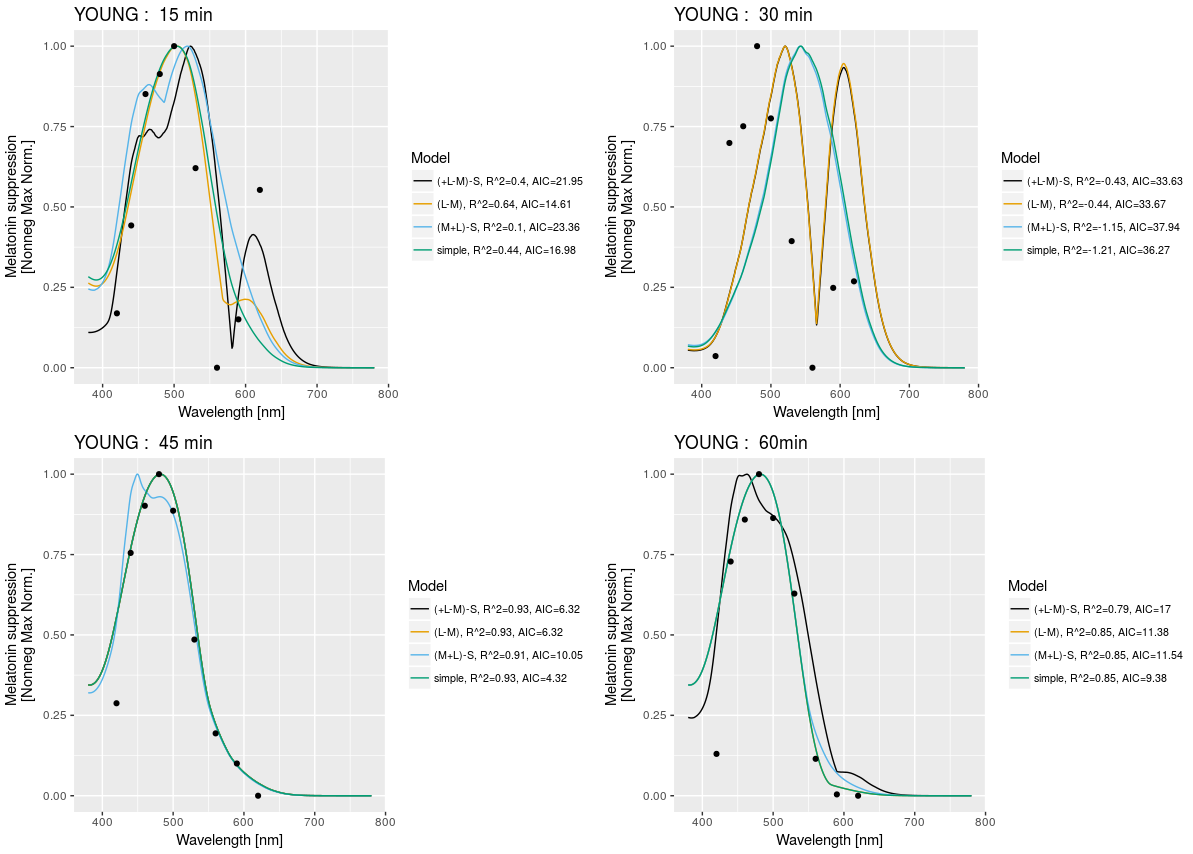 YOUNG :  15 min
1.00
0.75
0.50
0.25
0.00
400 500 600 700 800
Wavelength [nm]
Melatonin suppression
[Nonneg Max Norm.]
Model
(+L-M)-S, R^2=0.4, AIC=21.95
(L-M), R^2=0.64, AIC=14.61
(M+L)-S, R^2=0.1, AIC=23.36
simple, R^2=0.44, AIC=16.98
YOUNG :  30 min
1.00
0.75
0.50
0.25
0.00
400 500 600 700 800
Wavelength [nm]
Melatonin suppression
[Nonneg Max Norm.]
Model
(+L-M)-S, R^2=-0.43, AIC=33.63
(L-M), R^2=-0.44, AIC=33.67
(M+L)-S, R^2=-1.15, AIC=37.94
simple, R^2=-1.21, AIC=36.27
YOUNG :  45 min
1.00
0.75
0.50
0.25
0.00
400 500 600 700 800
Wavelength [nm]
Melatonin suppression
[Nonneg Max Norm.]
Model
(+L-M)-S, R^2=0.93, AIC=6.32
(L-M), R^2=0.93, AIC=6.32
(M+L)-S, R^2=0.91, AIC=10.05
simple, R^2=0.93, AIC=4.32
YOUNG :  60min
1.00
0.75
0.50
0.25
0.00
400 500 600 700 800
Wavelength [nm]
Melatonin suppression
[Nonneg Max Norm.]
Model
(+L-M)-S, R^2=0.79, AIC=17
(L-M), R^2=0.85, AIC=11.38
(M+L)-S, R^2=0.85, AIC=11.54
simple, R^2=0.85, AIC=9.38